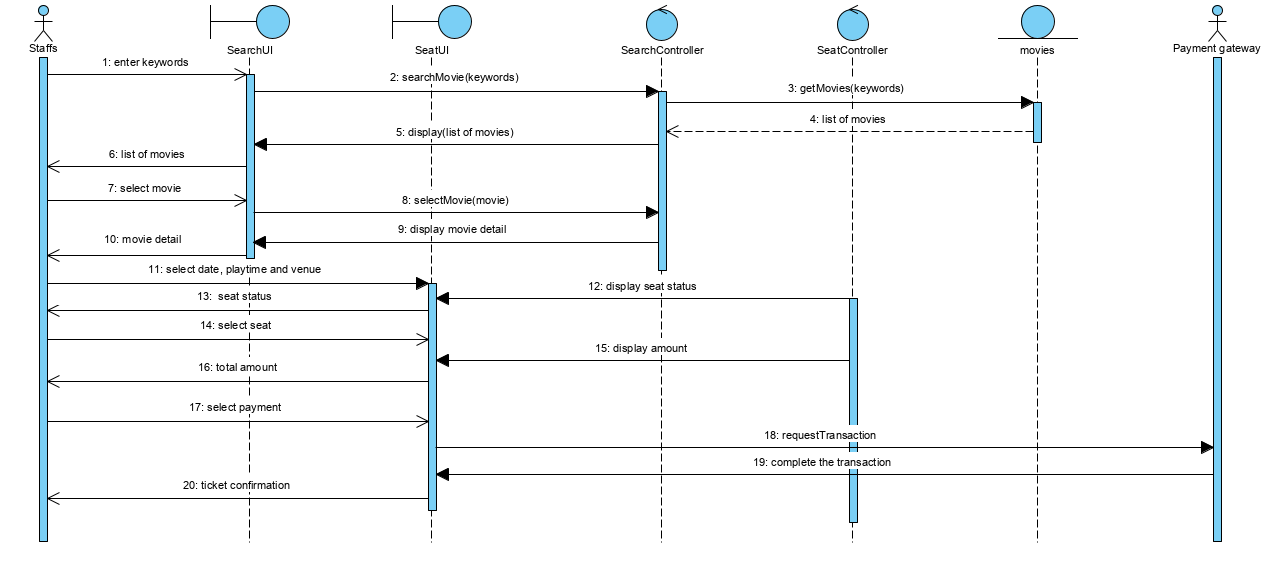 Staffs
SearchUI
SeatUI
SearchController
SeatController
movies
Payment gateway
1: enter keywords
2: searchMovie(keywords)
3: getMovies(keywords)
4: list of movies
5: display(list of movies)
6: list of movies
7: select movie
8: selectMovie(movie)
9: display movie detail
10: movie detail
11: select date, playtime and venue
12: display seat status
13: seat status
14: select seat
15: display amount
16: total amount
17: select payment
18: requestTransaction
19: complete the transaction
20: ticket confirmation